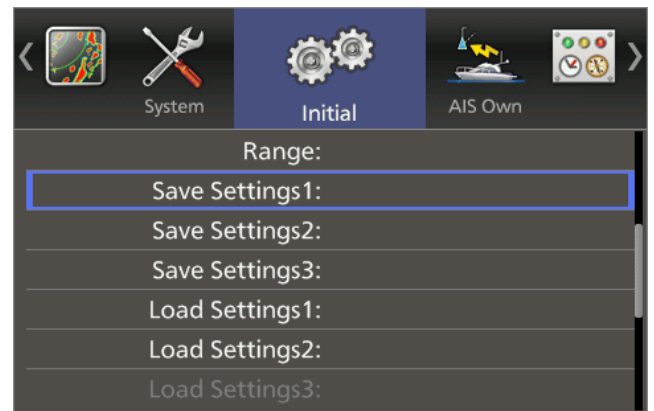 System
Initial
AIS Own
Range:
Save Settings1:
Save Settings2:
Save Settings3:
Load Settings1:
Load Settings2:
Load Settings3: